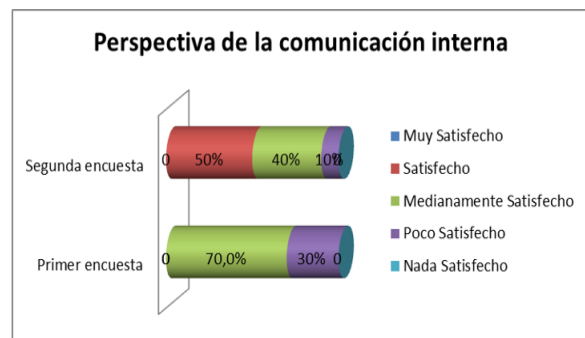 Perspectiva de la comunicación interna
Segunda encuesta
0 50% 40% 10% 0
Primer encuesta
0 70,0% 30% 0
Muy Satisfecho
Satisfecho
Medianamente Satisfecho
Poco Satisfecho
Nada Satisfecho